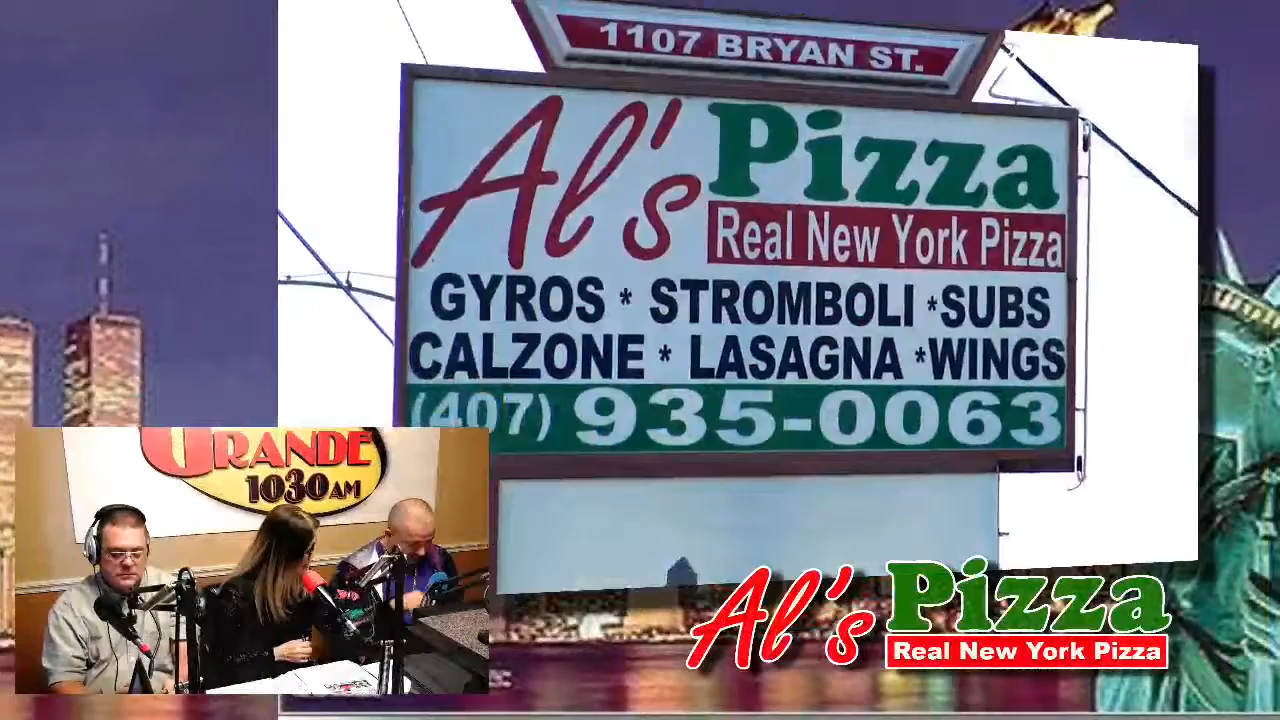 1107 BRYAN ST.
Al's Pizza
Real New York Pizza
GYROS * STROMBOLI *SUBS
CALZONE * LASAGNA *WINGS
(407) 935-0063
GRANDE
1030 AM
Al's Pizza
Real New York Pizza